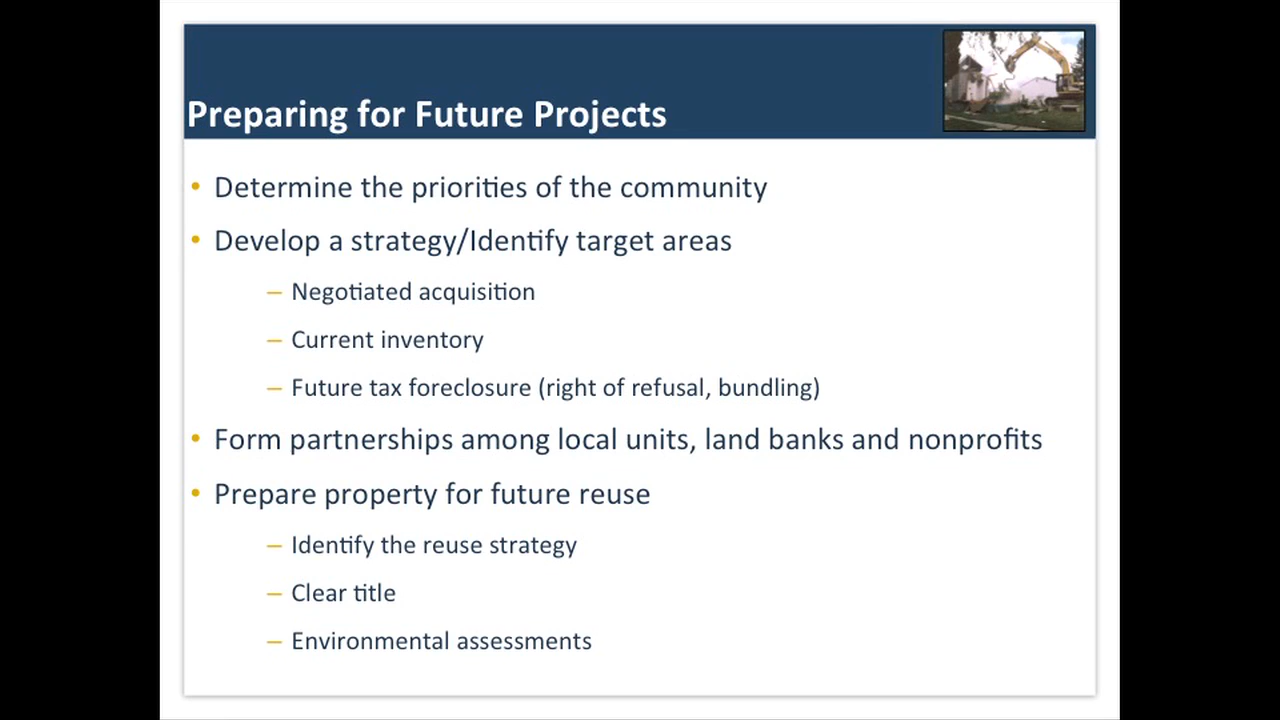 Preparing for Future Projects
• Determine the priorities of the community
• Develop a strategy/Identify target areas
– Negotiated acquisition
– Current inventory
– Future tax foreclosure (right of refusal, bundling)
• Form partnerships among local units, land banks and nonprofits
• Prepare property for future reuse
– Identify the reuse strategy
– Clear title
– Environmental assessments